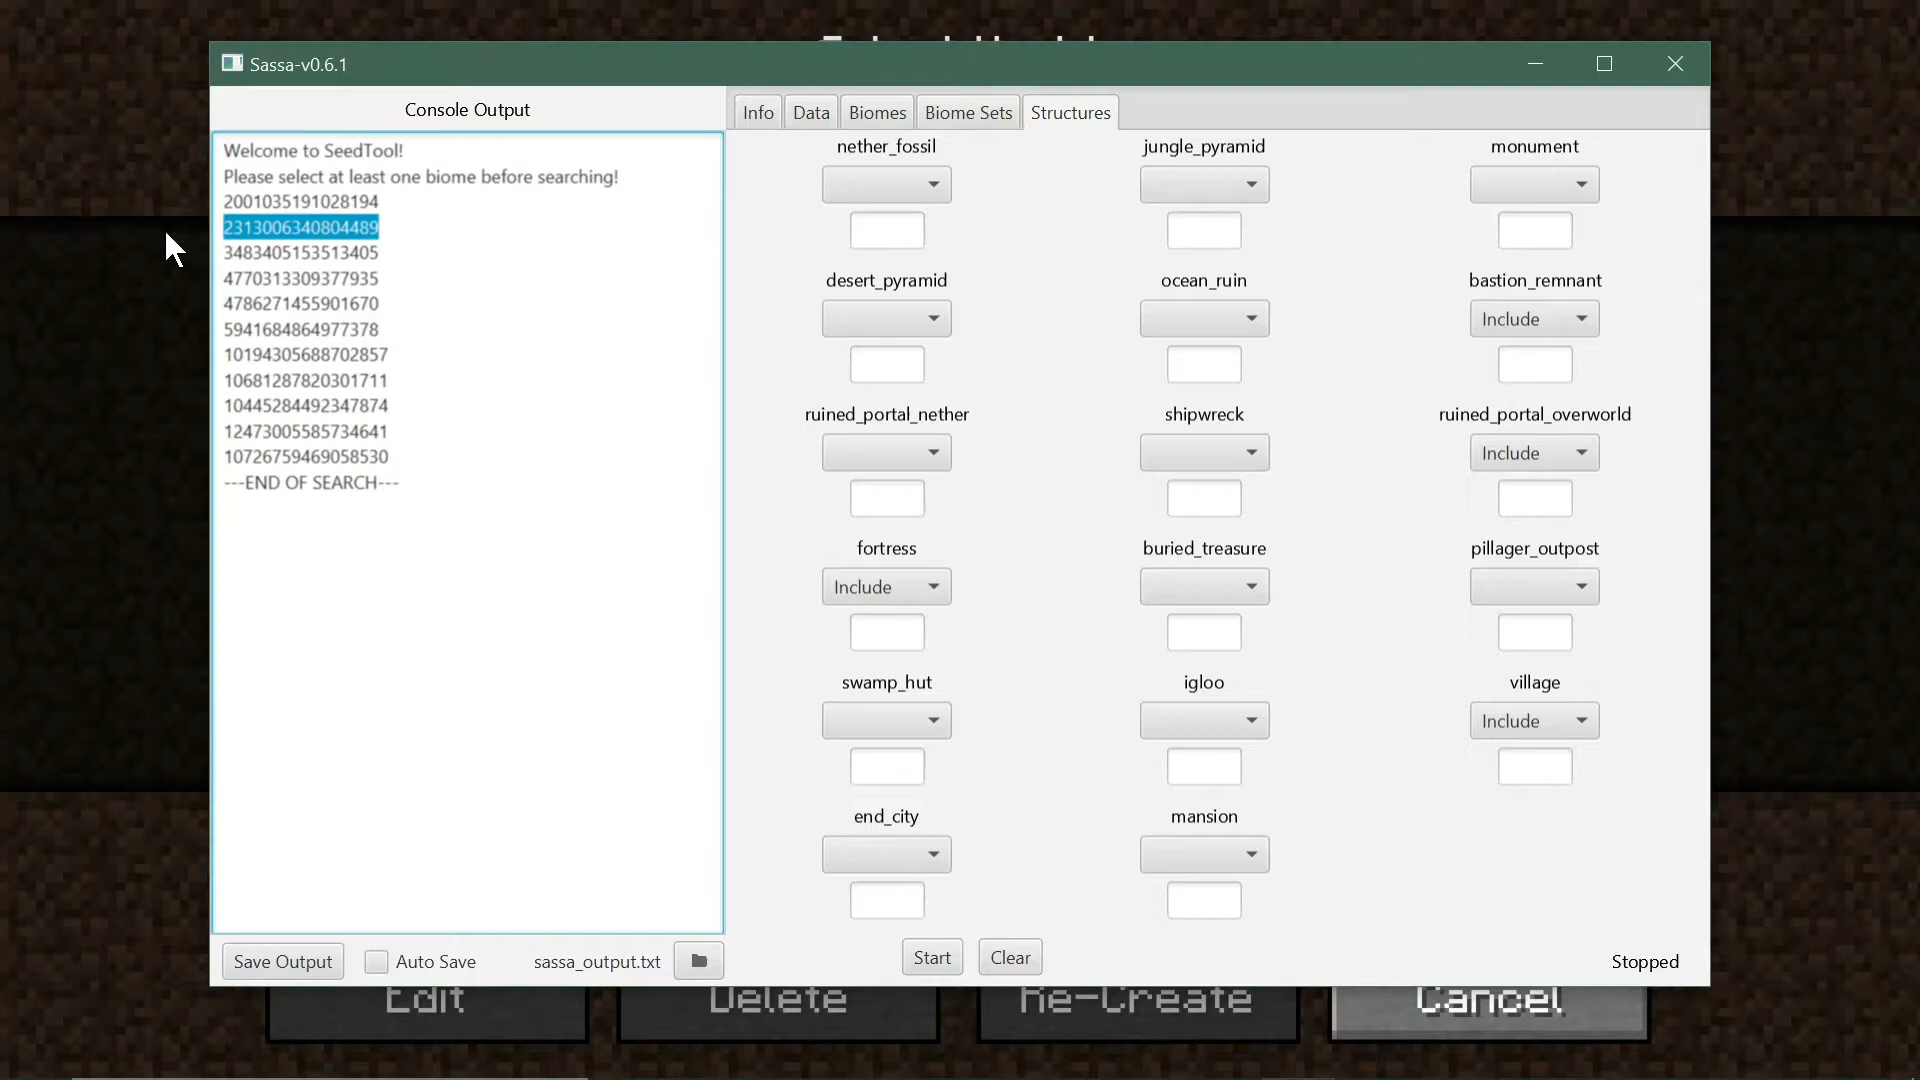 Sassa-v0.6.1
Console Output
Info Data Biomes Biome Sets Structures
Welcome to SeedTool!
Please select at least one biome before searching!
2001035191028194
2313006340804489
3483405153513405
4770313309377935
4786271455901670
5941684864977378
10194305688702857
10681287820301711
10445284492347874
12473005585734641
10726759469058530
---END OF SEARCH---
nether_fossil jungle_pyramid monument
desert_pyramid ocean_ruin bastion_remnant
Include
ruined_portal_nether shipwreck ruined_portal_overworld
Include
fortress buried_treasure pillager_outpost
Include
swamp_hut igloo village
Include
end_city mansion
Save Output Auto Save sassa_output.txt Start Clear Stopped
Edit Delete Re-Create Cancel